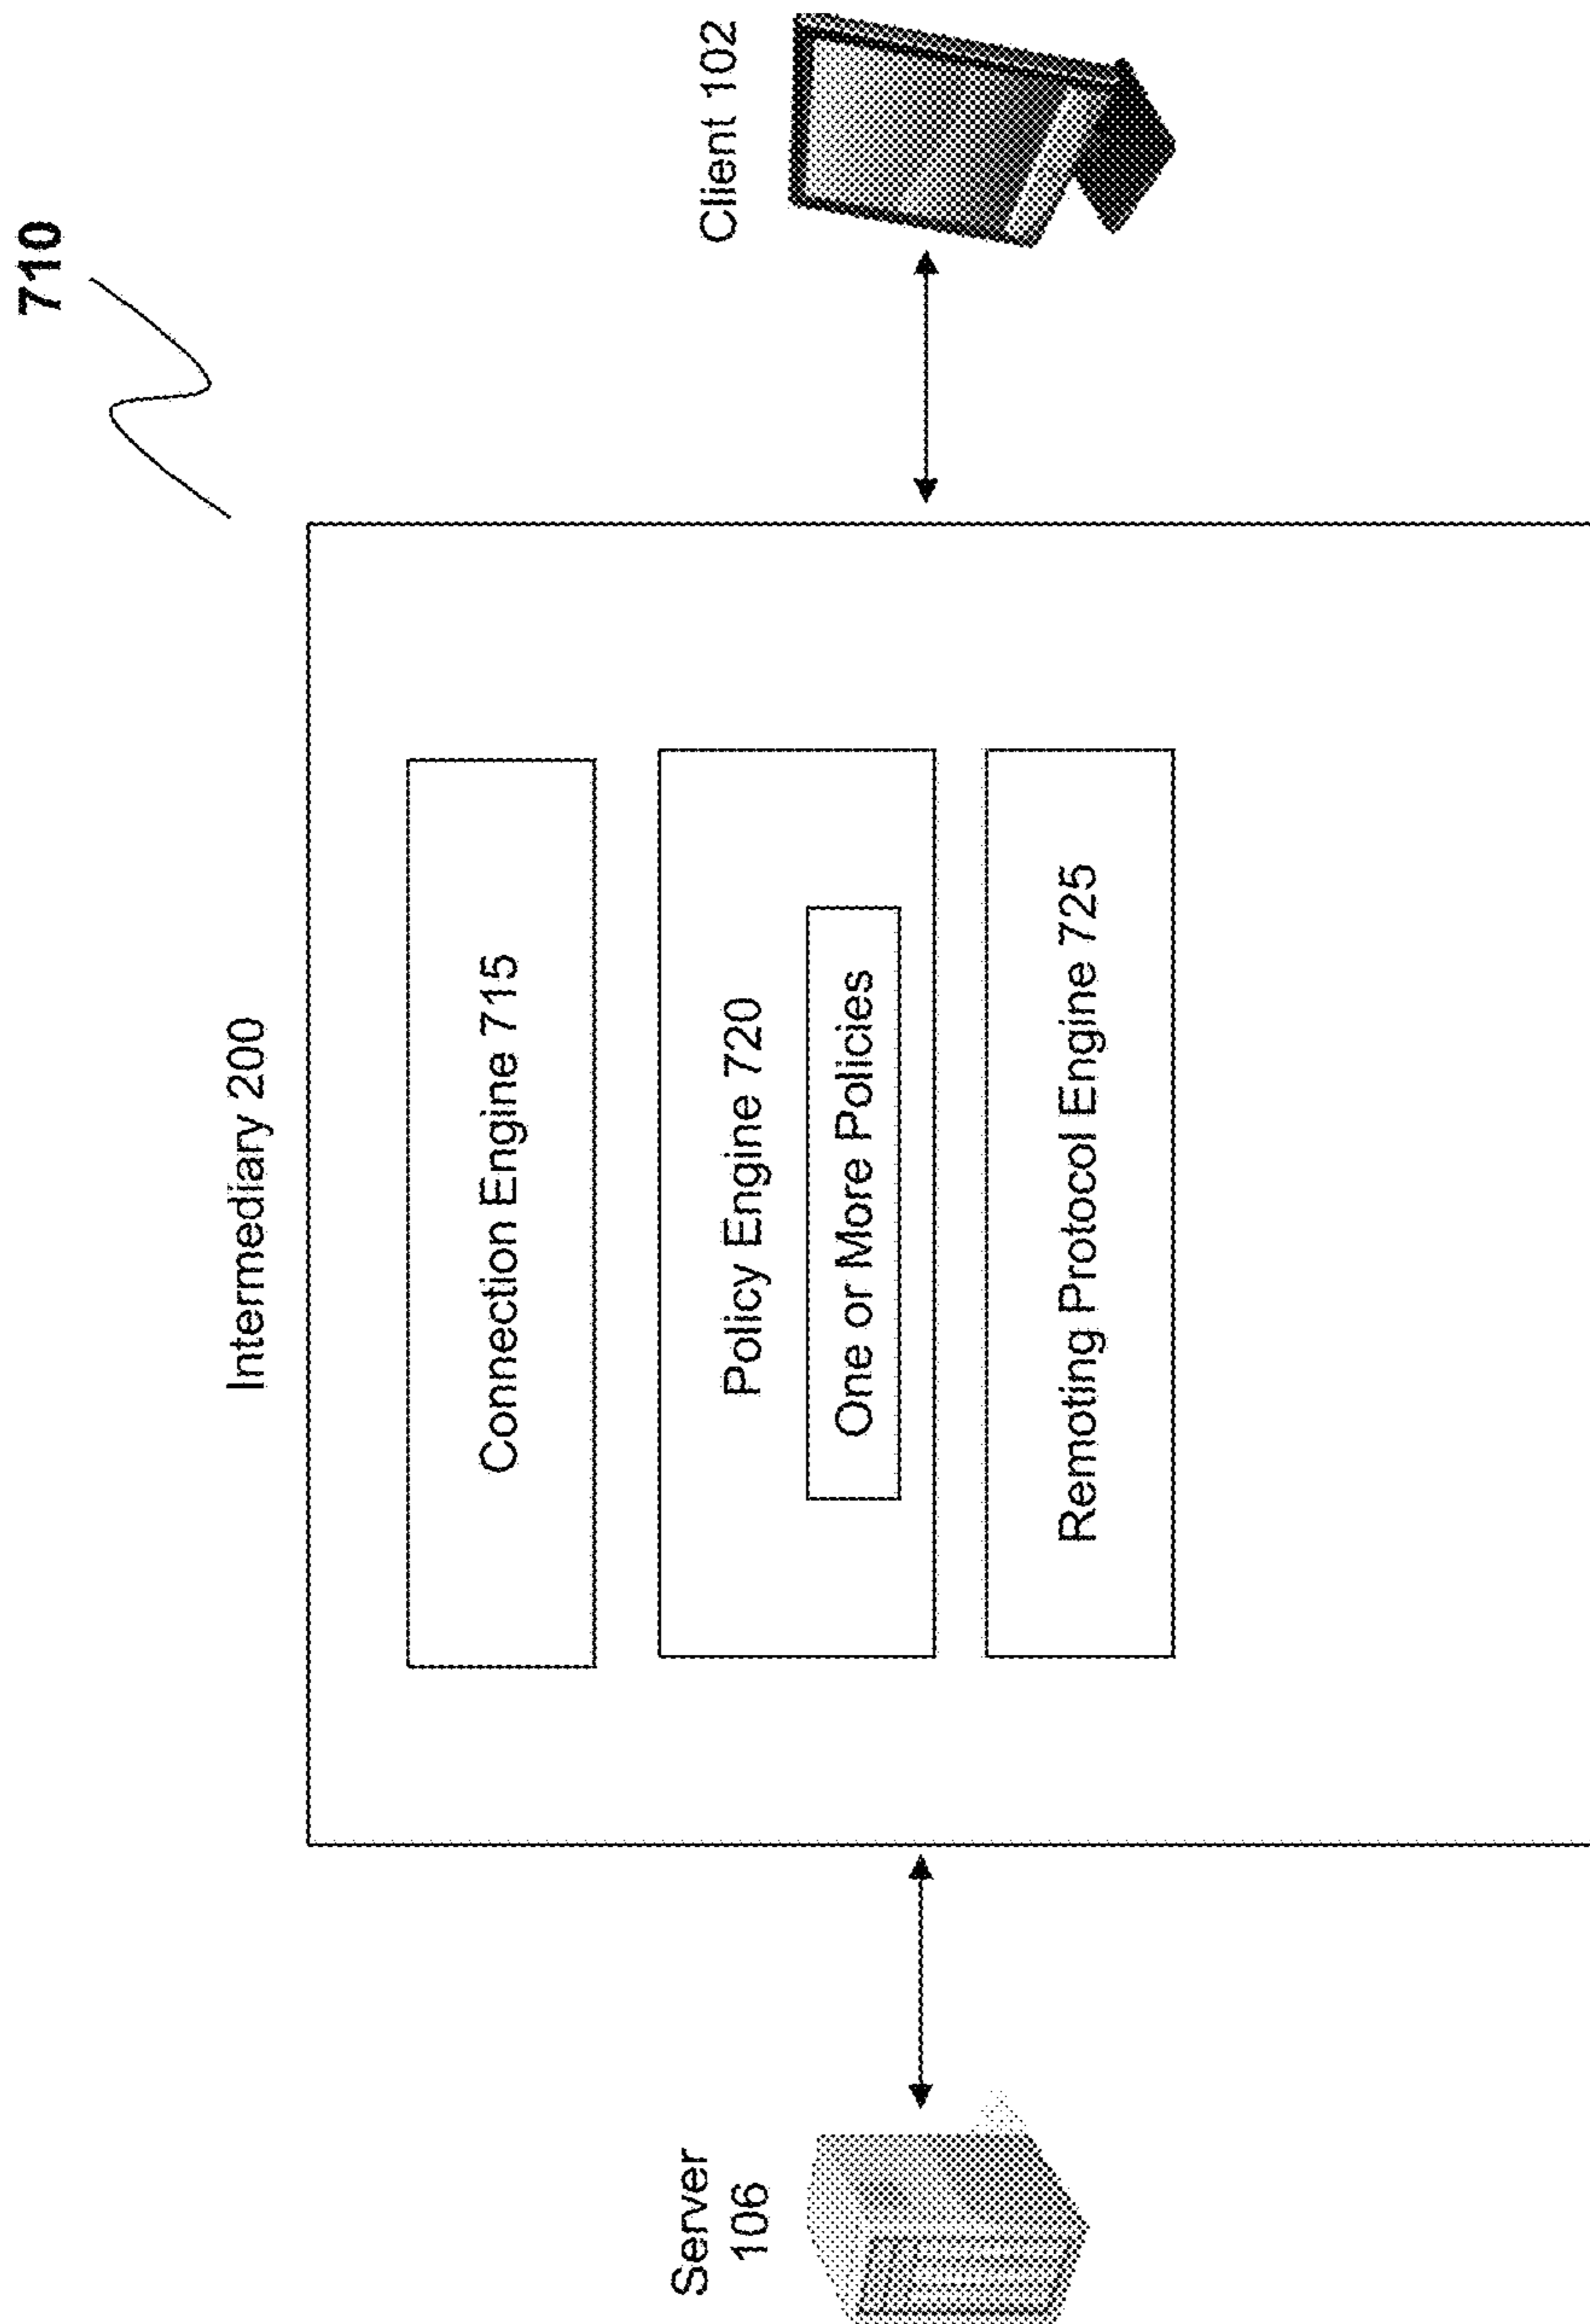 710
Intermediary 200
Server
106
Client 102
Connection Engine 715
Policy Engine 720
One or More Policies
Remoting Protocol Engine 725